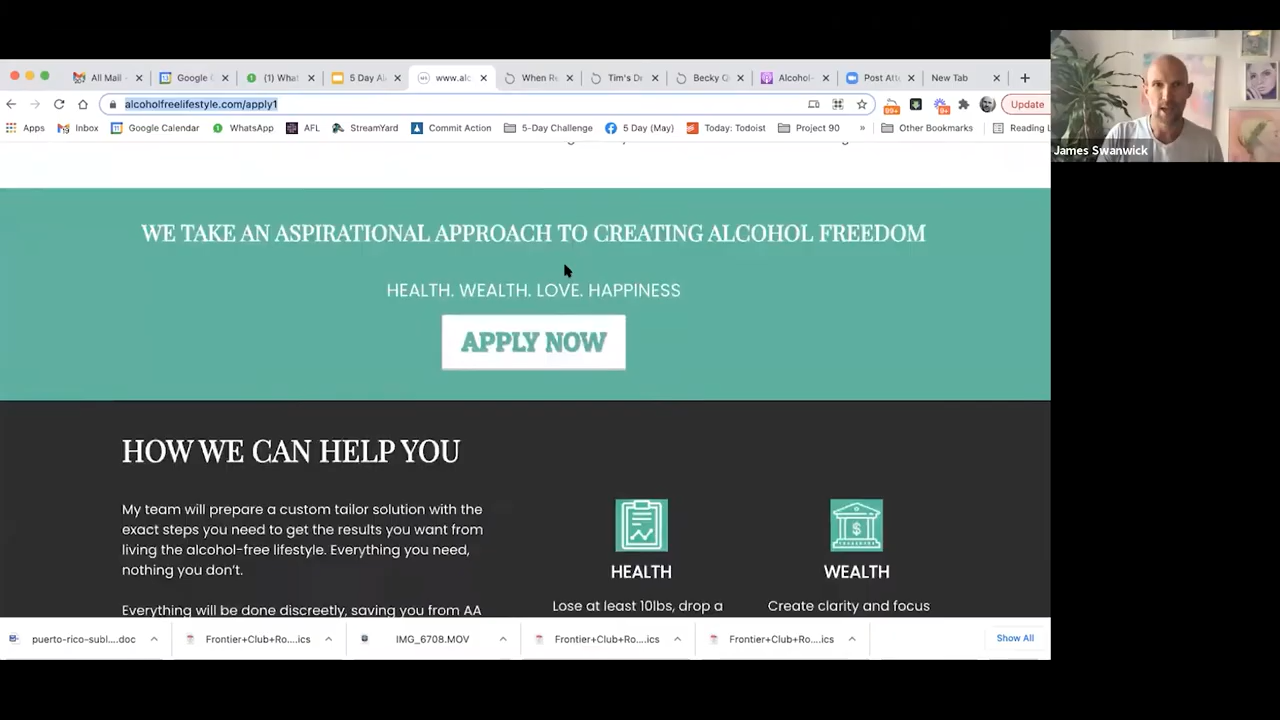 All Mail
Google C
(1) What
5 Day Al
www.alc
When Re
Tim's De
Becky Q
Alcohol-
Post Atte
New Tab
alcoholfreelifestyle.com/apply1
99+
9+
Update
Apps
Inbox
Google Calendar
WhatsApp
AFL
StreamYard
Commit Action
5-Day Challenge
5 Day (May)
Today: Todoist
Project 90
»
Other Bookmarks
Reading L
James Swanwick
WE TAKE AN ASPIRATIONAL APPROACH TO CREATING ALCOHOL FREEDOM
HEALTH. WEALTH. LOVE. HAPPINESS
APPLY NOW
HOW WE CAN HELP YOU
My team will prepare a custom tailor solution with the
exact steps you need to get the results you want from
living the alcohol-free lifestyle. Everything you need,
nothing you don't.
Everything will be done discreetly, saving you from AA
HEALTH
Lose at least 10lbs, drop a
WEALTH
Create clarity and focus
puerto-rico-subl....doc
Frontier+Club+Ro....ics
IMG_6708.MOV
Frontier+Club+Ro....ics
Frontier+Club+Ro....ics
Show All